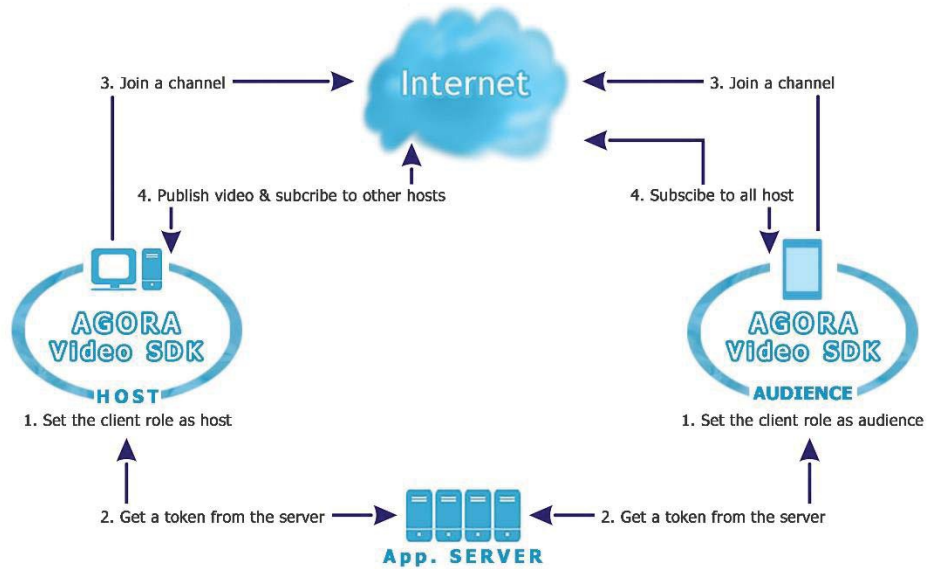 Internet
3. Join a channel
3. Join a channel
4. Publish video & subcribe to other hosts
4. Subscibe to all host
AGORA
Video SDK
HOST
1. Set the client role as host
AGORA
Video SDK
AUDIENCE
1. Set the client role as audience
2. Get a token from the server
2. Get a token from the server
App. SERVER